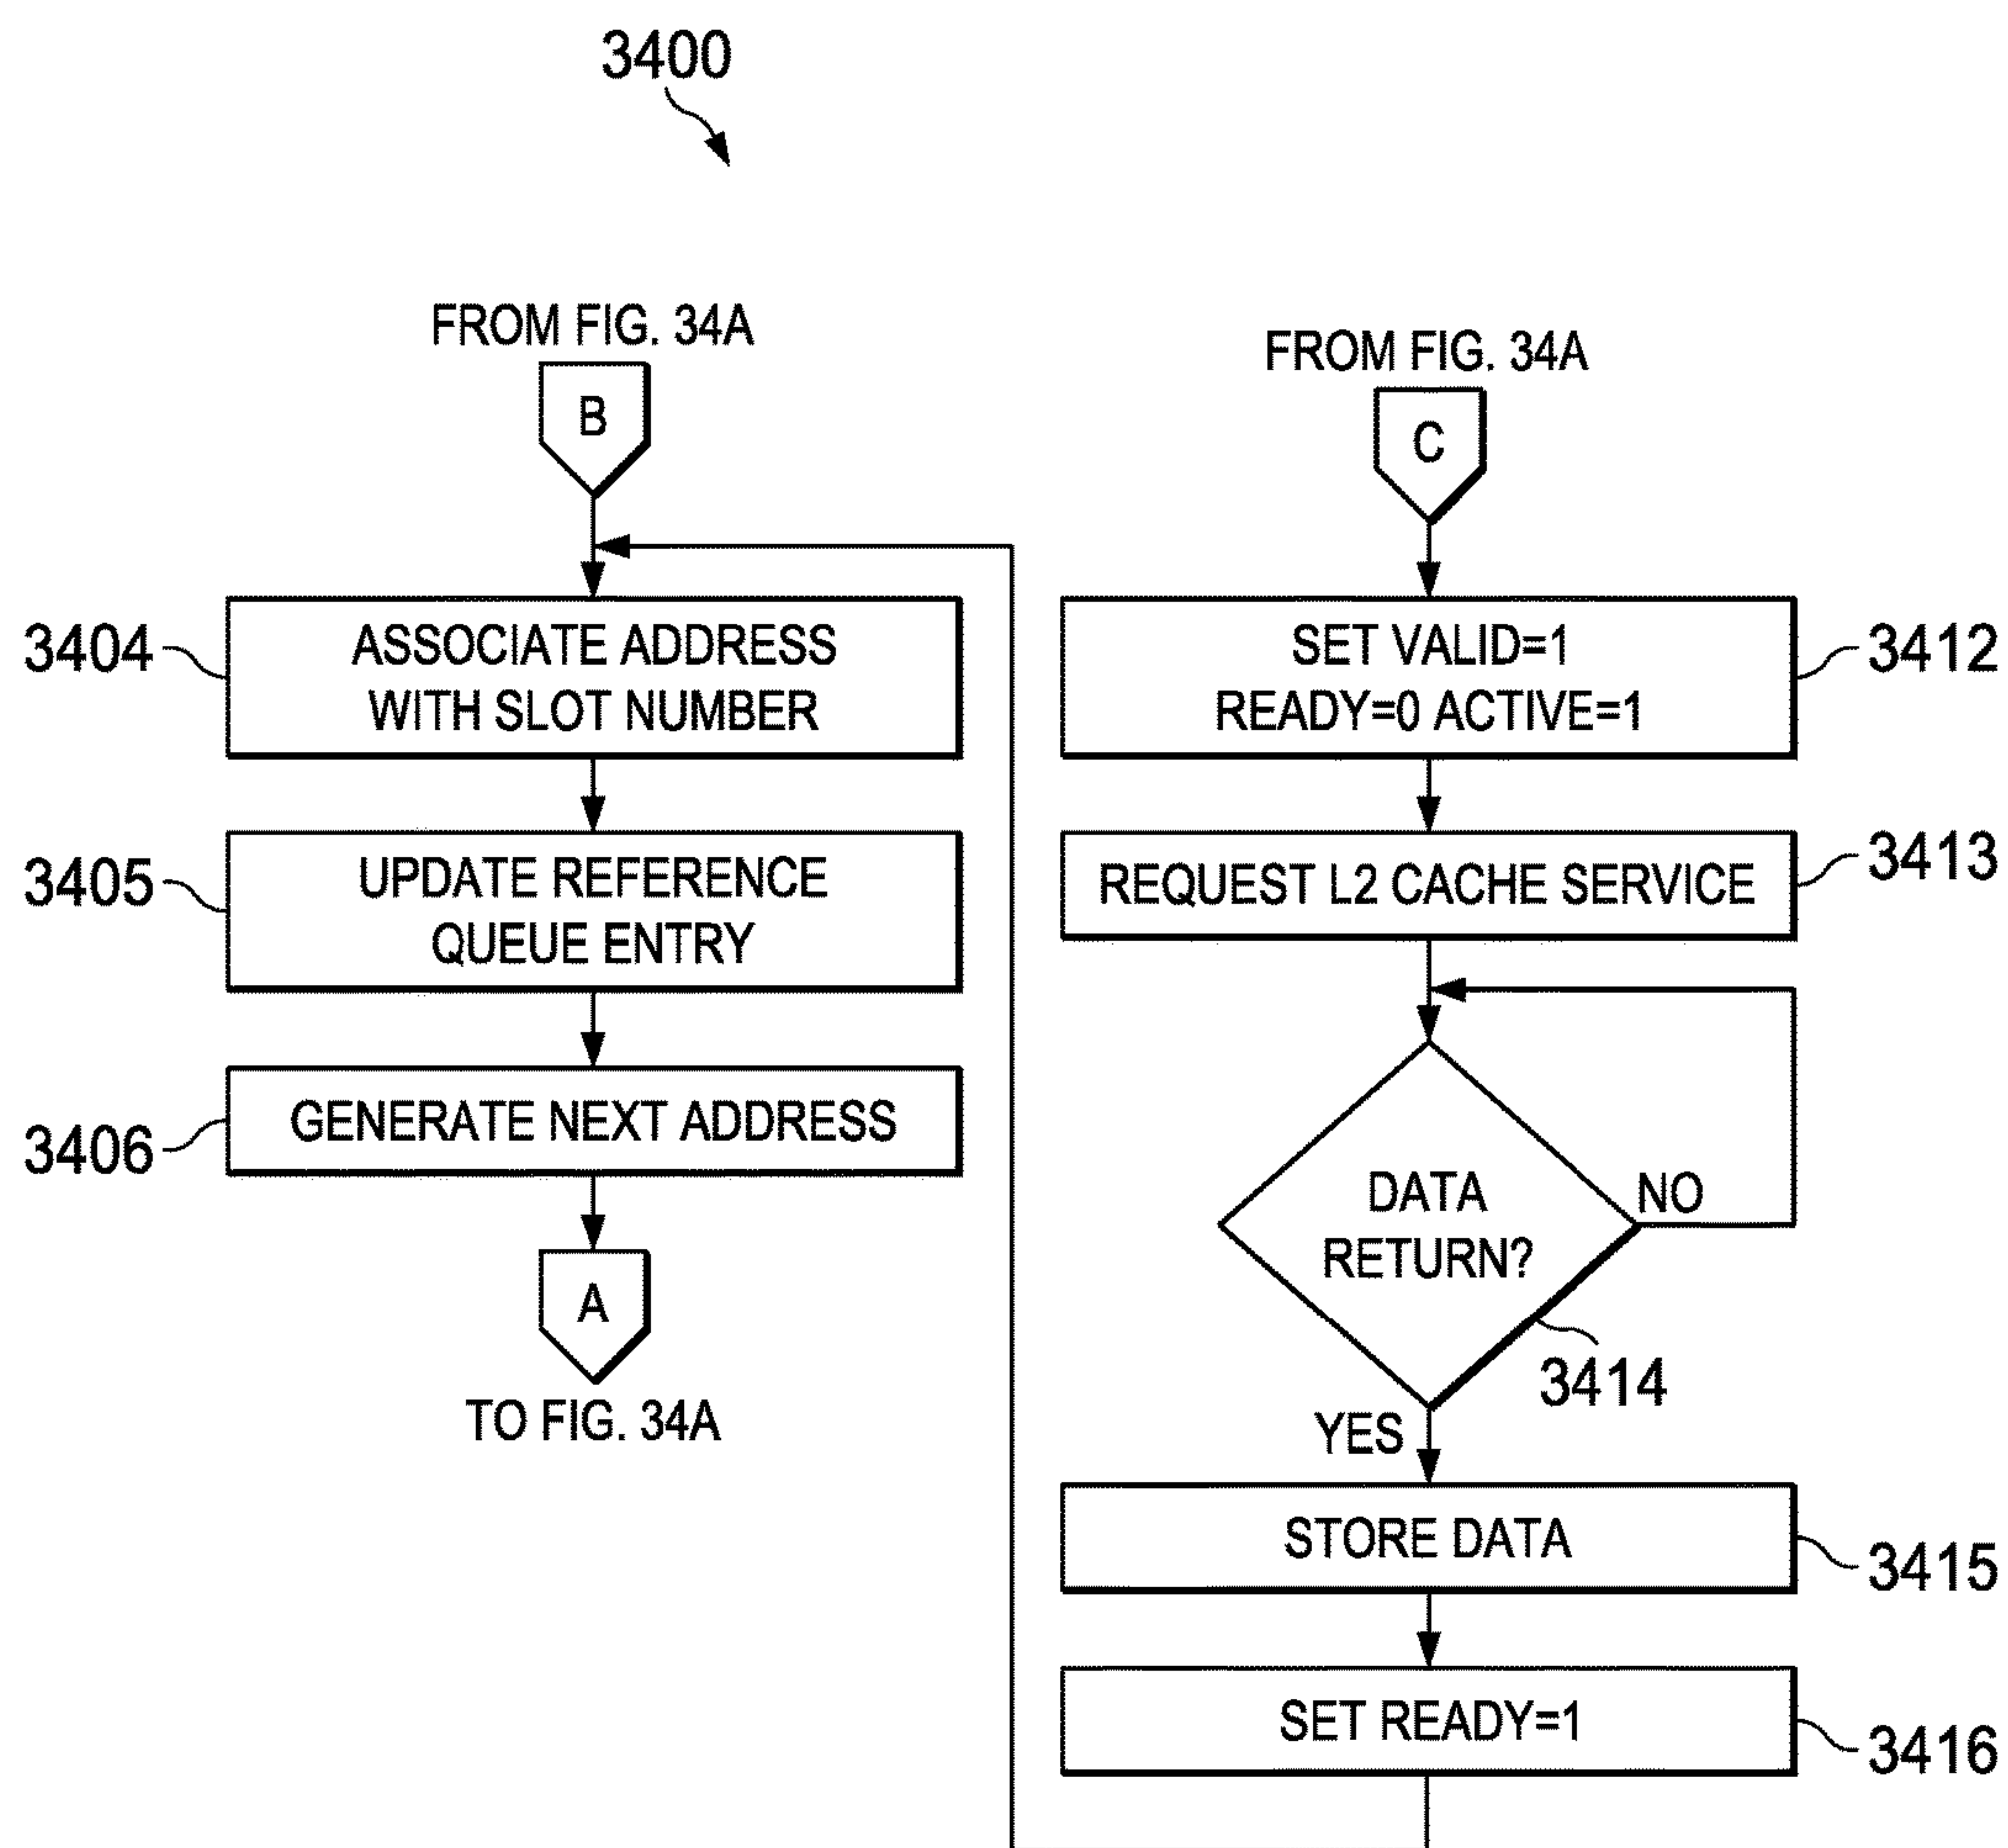 3400
FROM FIG. 34A
B
3404
ASSOCIATE ADDRESS
WITH SLOT NUMBER
3405
UPDATE REFERENCE
QUEUE ENTRY
3406
GENERATE NEXT ADDRESS
A
TO FIG. 34A
FROM FIG. 34A
C
SET VALID=1
READY=0 ACTIVE=1
3412
REQUEST L2 CACHE SERVICE
3413
DATA
RETURN?
NO
3414
YES
STORE DATA
3415
SET READY=1
3416